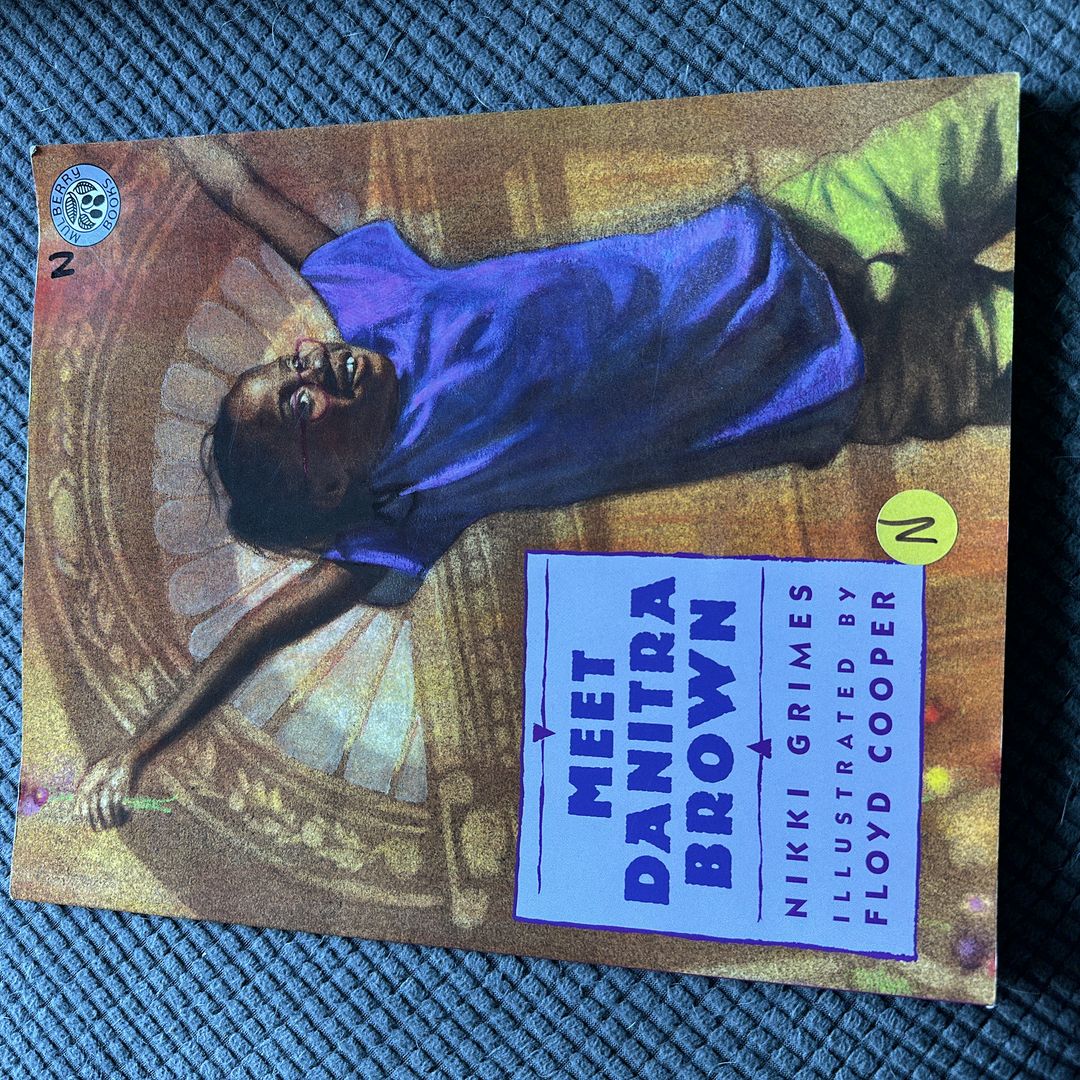 MULBERRY BOOKS
N
MEET
DANITRA
BROWN
NIKKI GRIMES
ILLUSTRATED BY
FLOYD COOPER
N